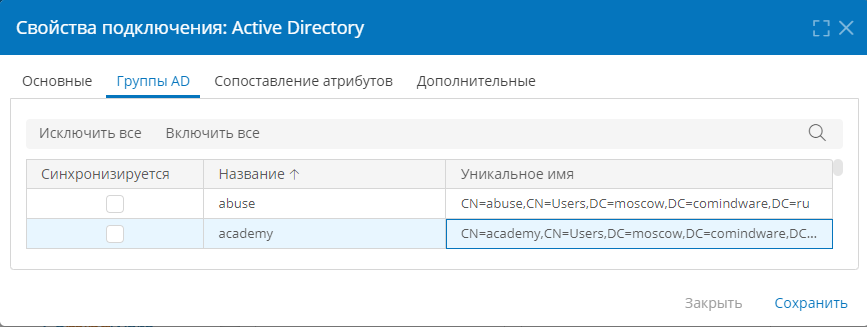 Свойства подключения: Active Directory
Основные Группы AD Сопоставление атрибутов Дополнительные
Исключить все Включить все
Синхронизируется Название ↑ Уникальное имя
abuse CN=abuse,CN=Users,DC=moscow,DC=comindware,DC=ru
academy CN=academy,CN=Users,DC=moscow,DC=comindware,DC...
Закрыть Сохранить